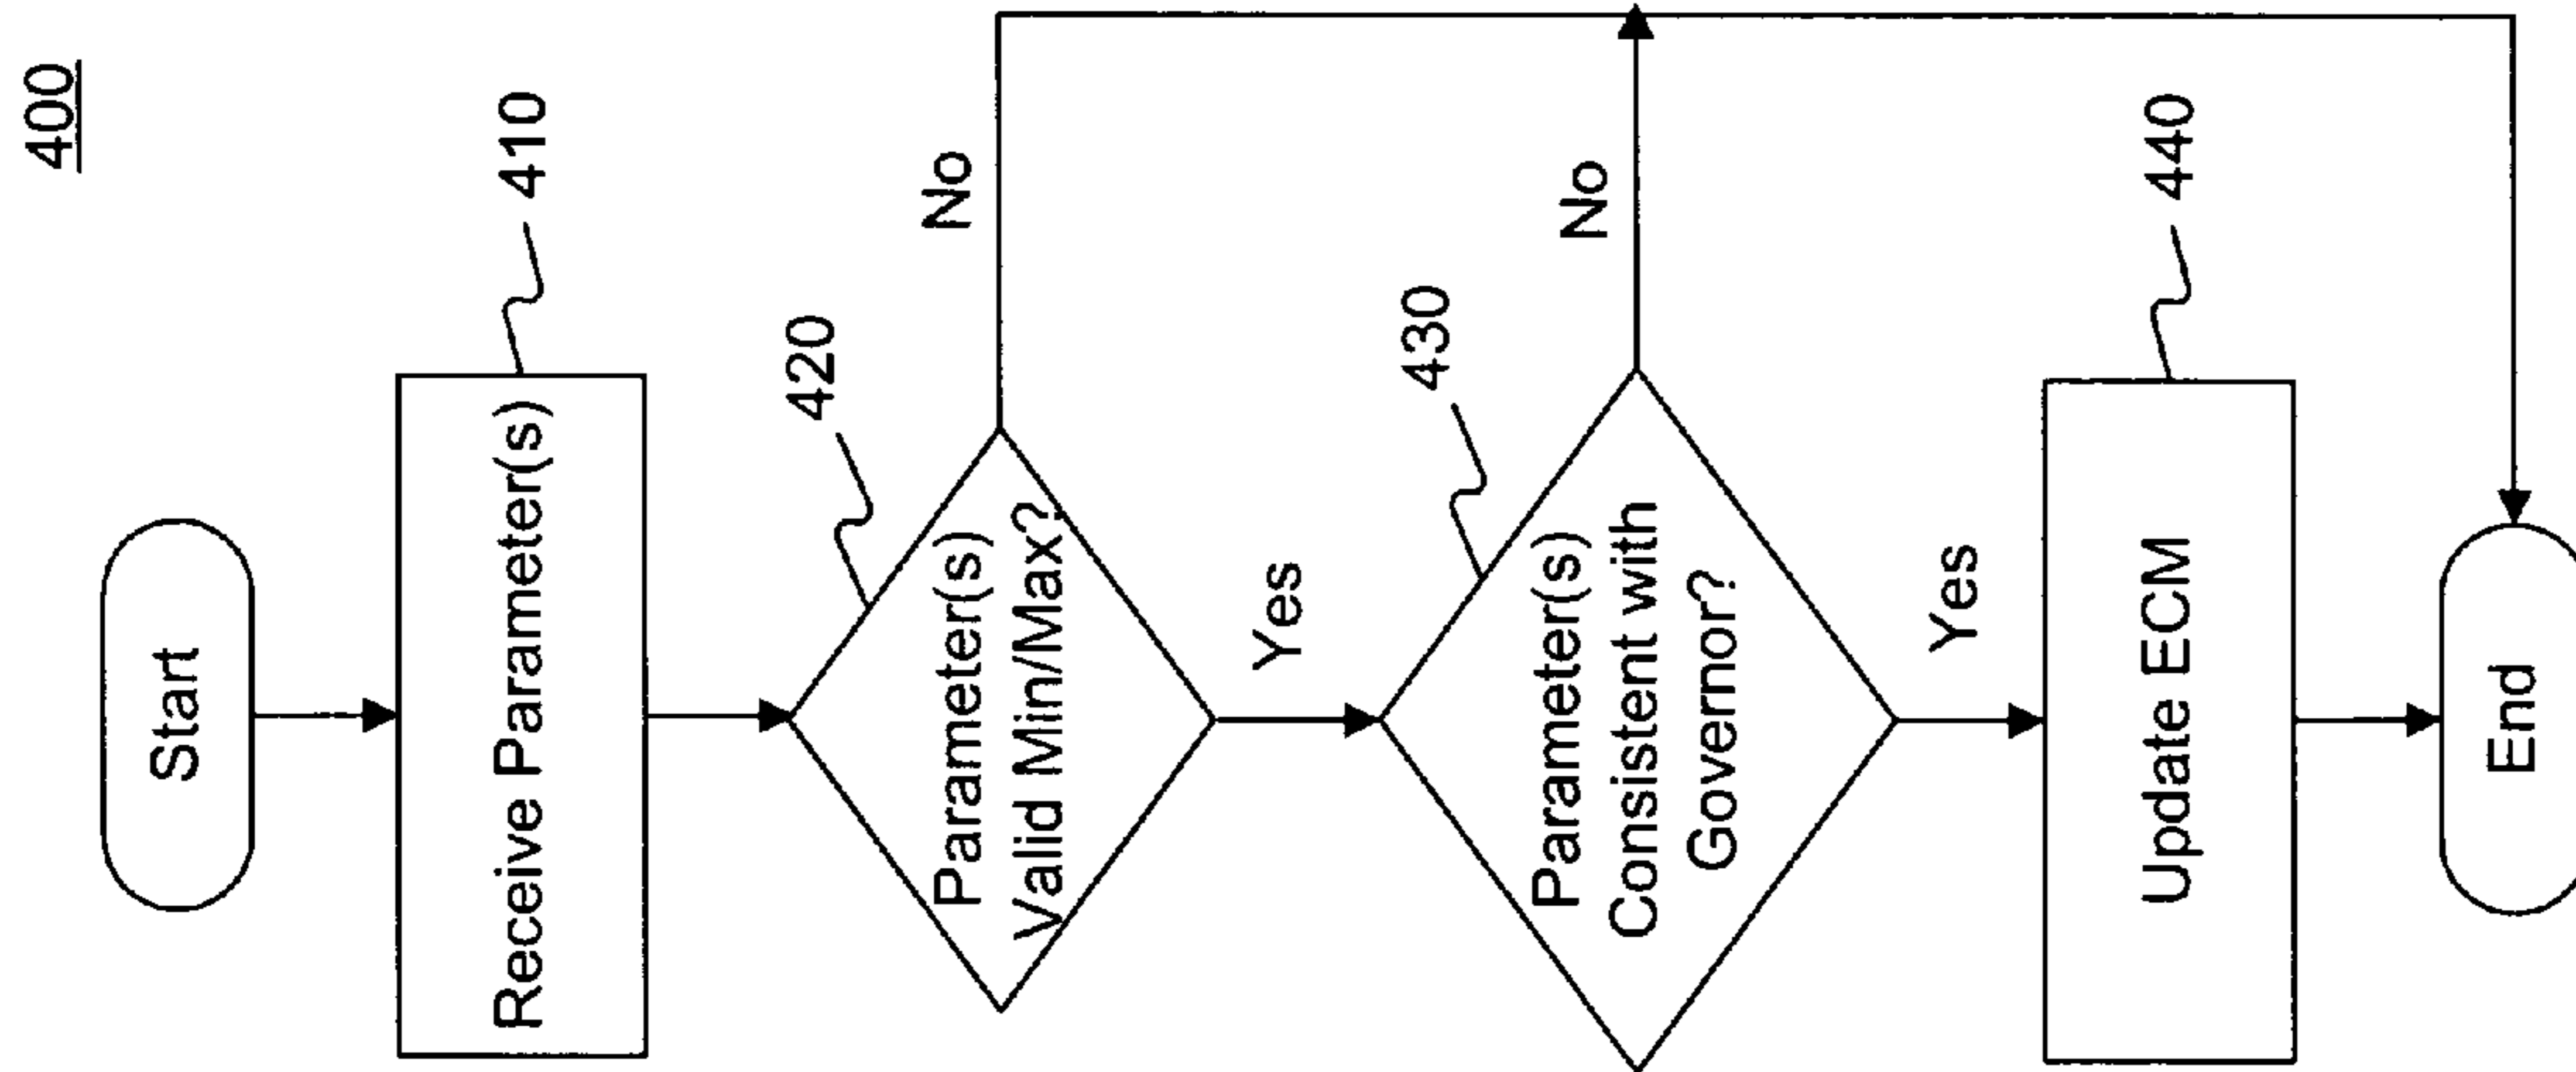 400
Start
Receive Parameter(s)
410
420
Parameter(s)
Valid Min/Max?
No
Yes
430
Parameter(s)
Consistent with
Governor?
No
Yes
440
Update ECM
End